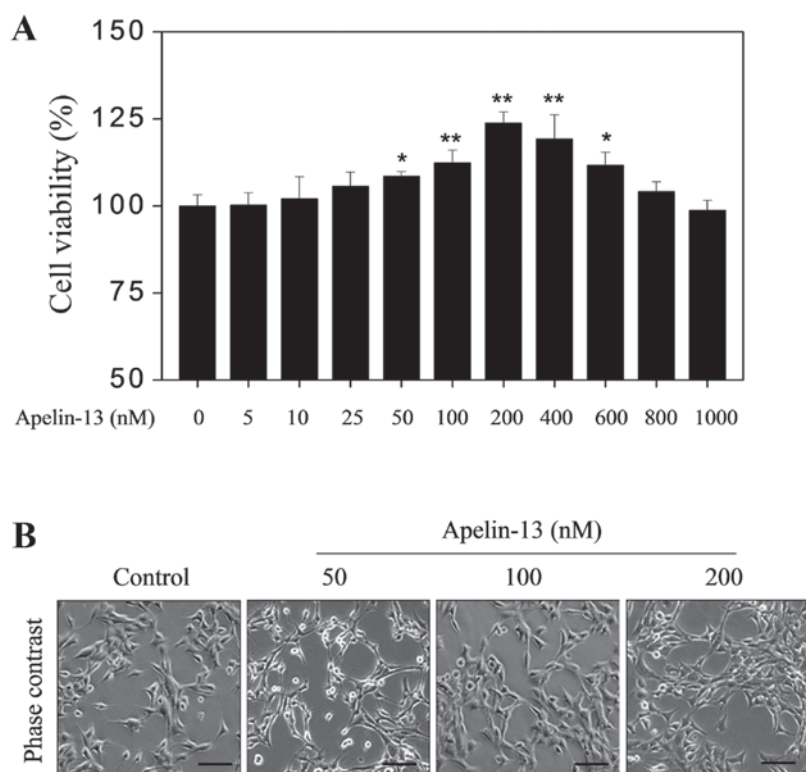 A
150
125
100
75
50
Cell viability (%)
* ** ** ** *
Apelin-13 (nM) 0 5 10 25 50 100 200 400 600 800 1000
B
Apelin-13 (nM)
Control 50 100 200
Phase contrast